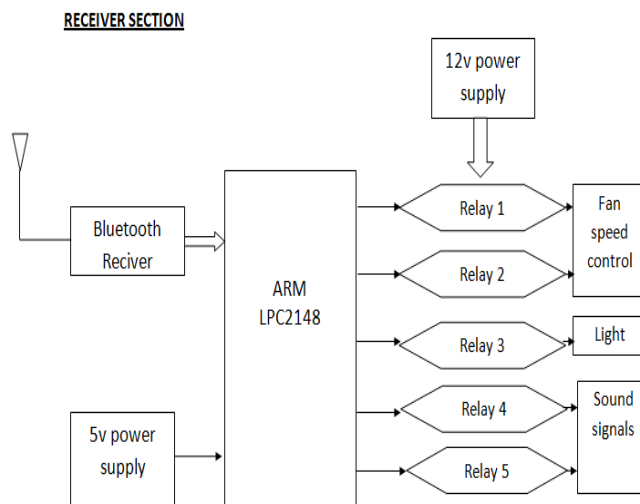 RECEIVER SECTION
12v power
supply
Bluetooth
Reciver
ARM
LPC2148
5v power
supply
Relay 1
Relay 2
Relay 3
Relay 4
Relay 5
Fan
speed
control
Light
Sound
signals